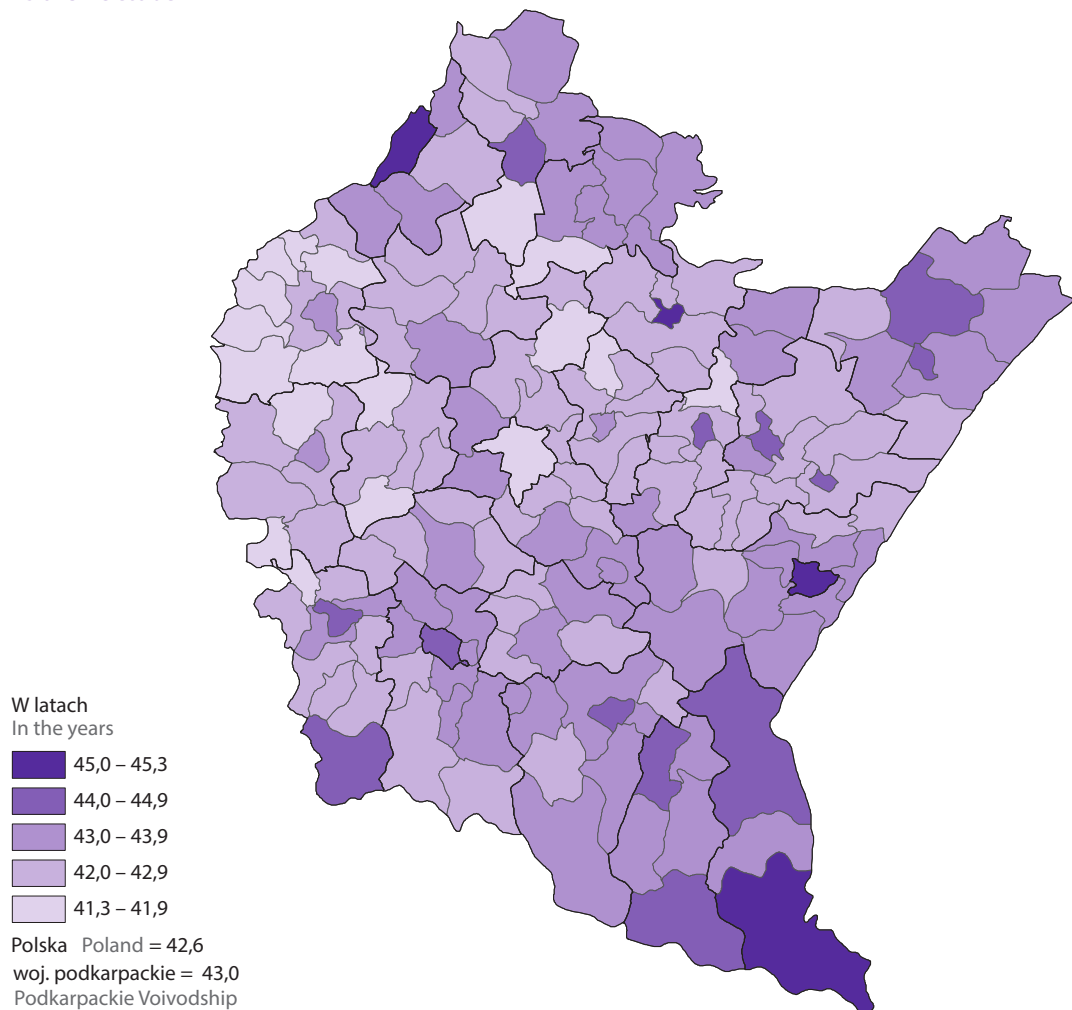 W latach
In the years
45,0 – 45,3
44,0 – 44,9
43,0 – 43,9
42,0 – 42,9
41,3 – 41,9
Polska Poland = 42,6
woj. podkarpackie = 43,0
Podkarpackie Voivodship